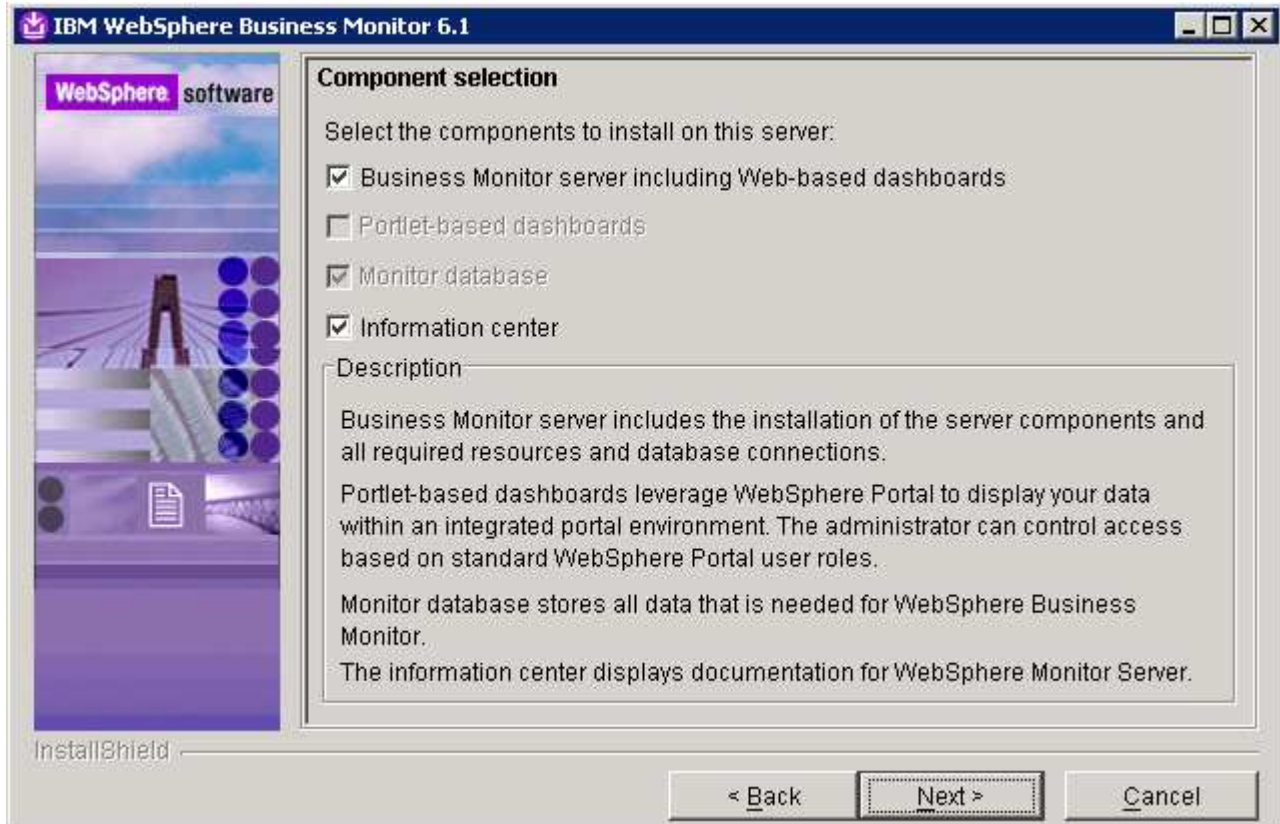 IBM WebSphere Business Monitor 6.1
WebSphere software
Component selection
Select the components to install on this server:
Business Monitor server including Web-based dashboards
Portlet-based dashboards
Monitor database
Information center
Description
Business Monitor server includes the installation of the server components and
all required resources and database connections.
Portlet-based dashboards leverage WebSphere Portal to display your data
within an integrated portal environment. The administrator can control access
based on standard WebSphere Portal user roles.
Monitor database stores all data that is needed for WebSphere Business
Monitor.
The information center displays documentation for WebSphere Monitor Server.
InstallShield
< Back
Next >
Cancel